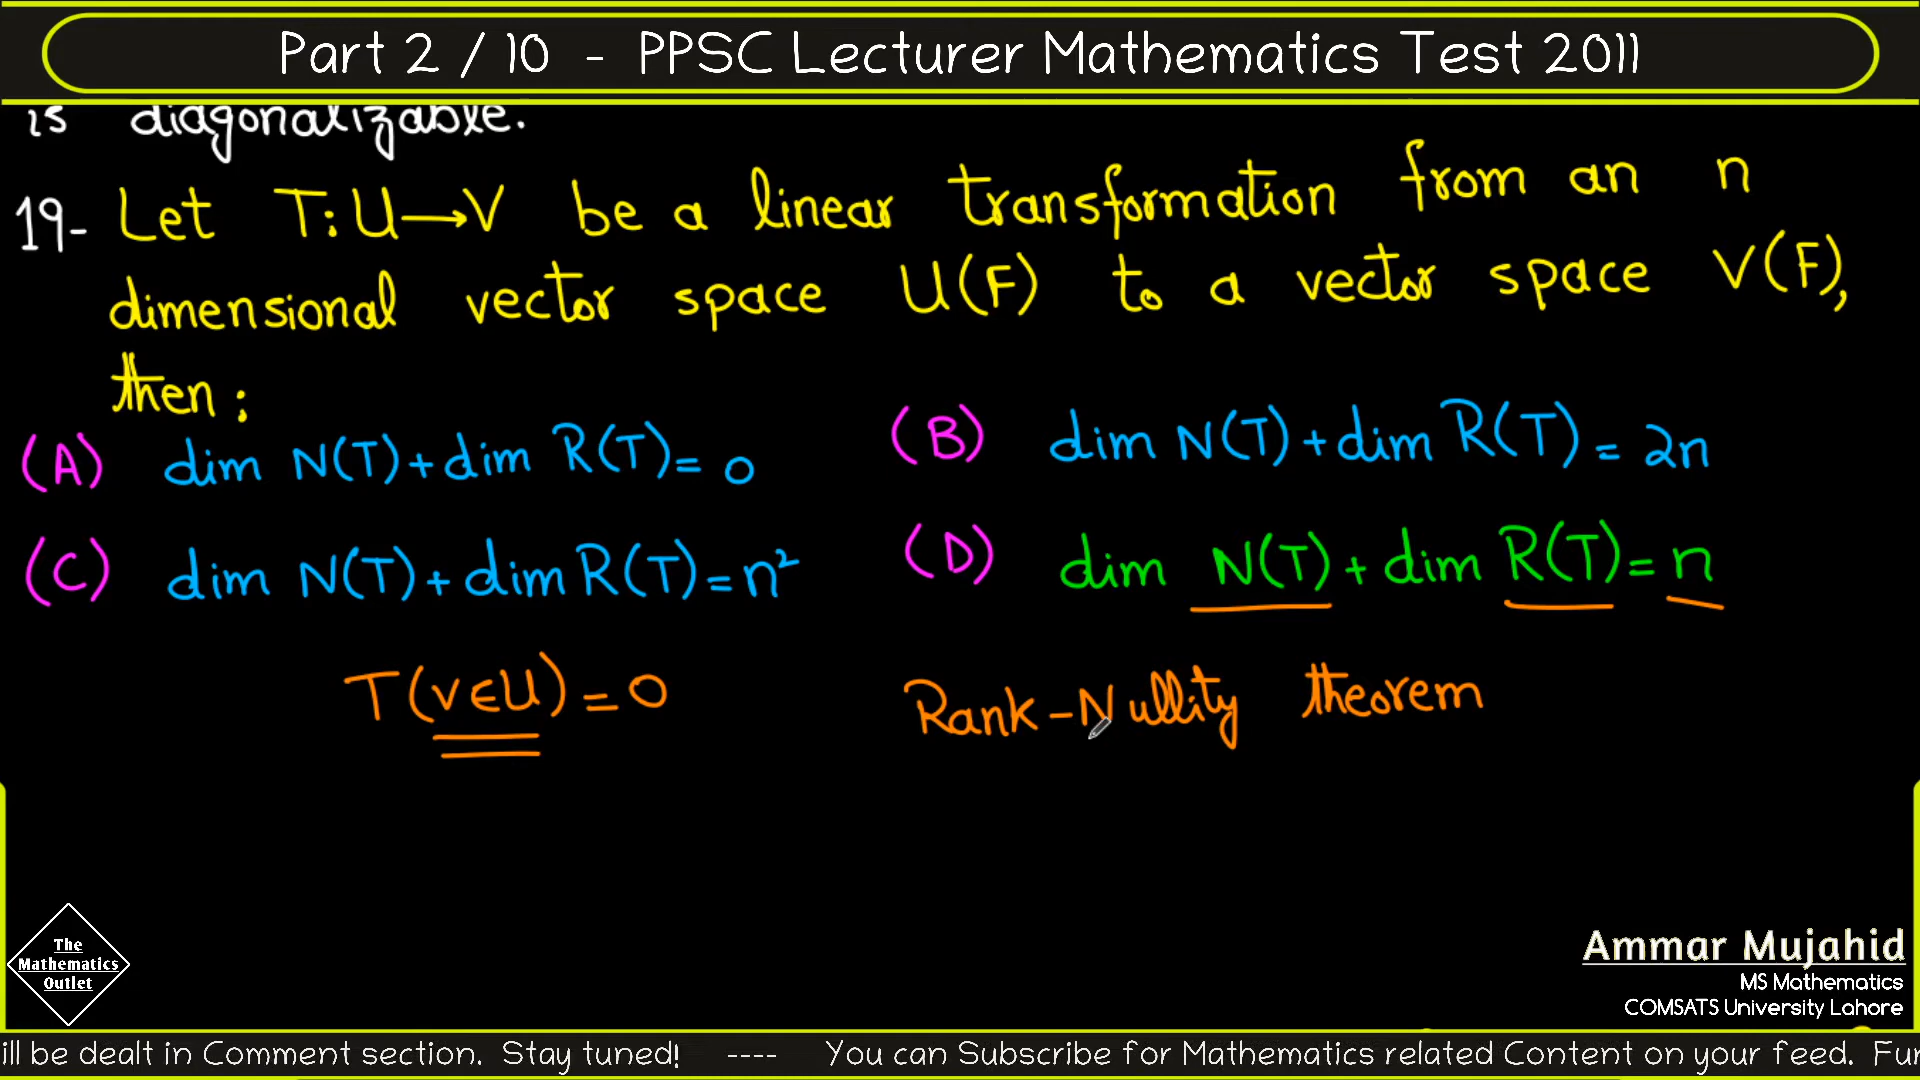 Part 2 / 10 - PPSC Lecturer Mathematics Test 2011
is diagonalizable.
19- Let T:U→V be a linear transformation from an n
dimensional vector space U(F) to a vector space V(F),
then:
(A) dim N(T)+dim R(T)= 0
(B) dim N(T)+dim R(T)= 2n
(C) dim N(T)+dim R(T)=n²
(D) dim N(T)+dim R(T)=n
T(v∈U)=0
Rank-Nullity theorem
The
Mathematics
Outlet
Ammar Mujahid
MS Mathematics
COMSATS University Lahore
ill be dealt in Comment section. Stay tuned! ---- You can Subscribe for Mathematics related Content on your feed. Fur